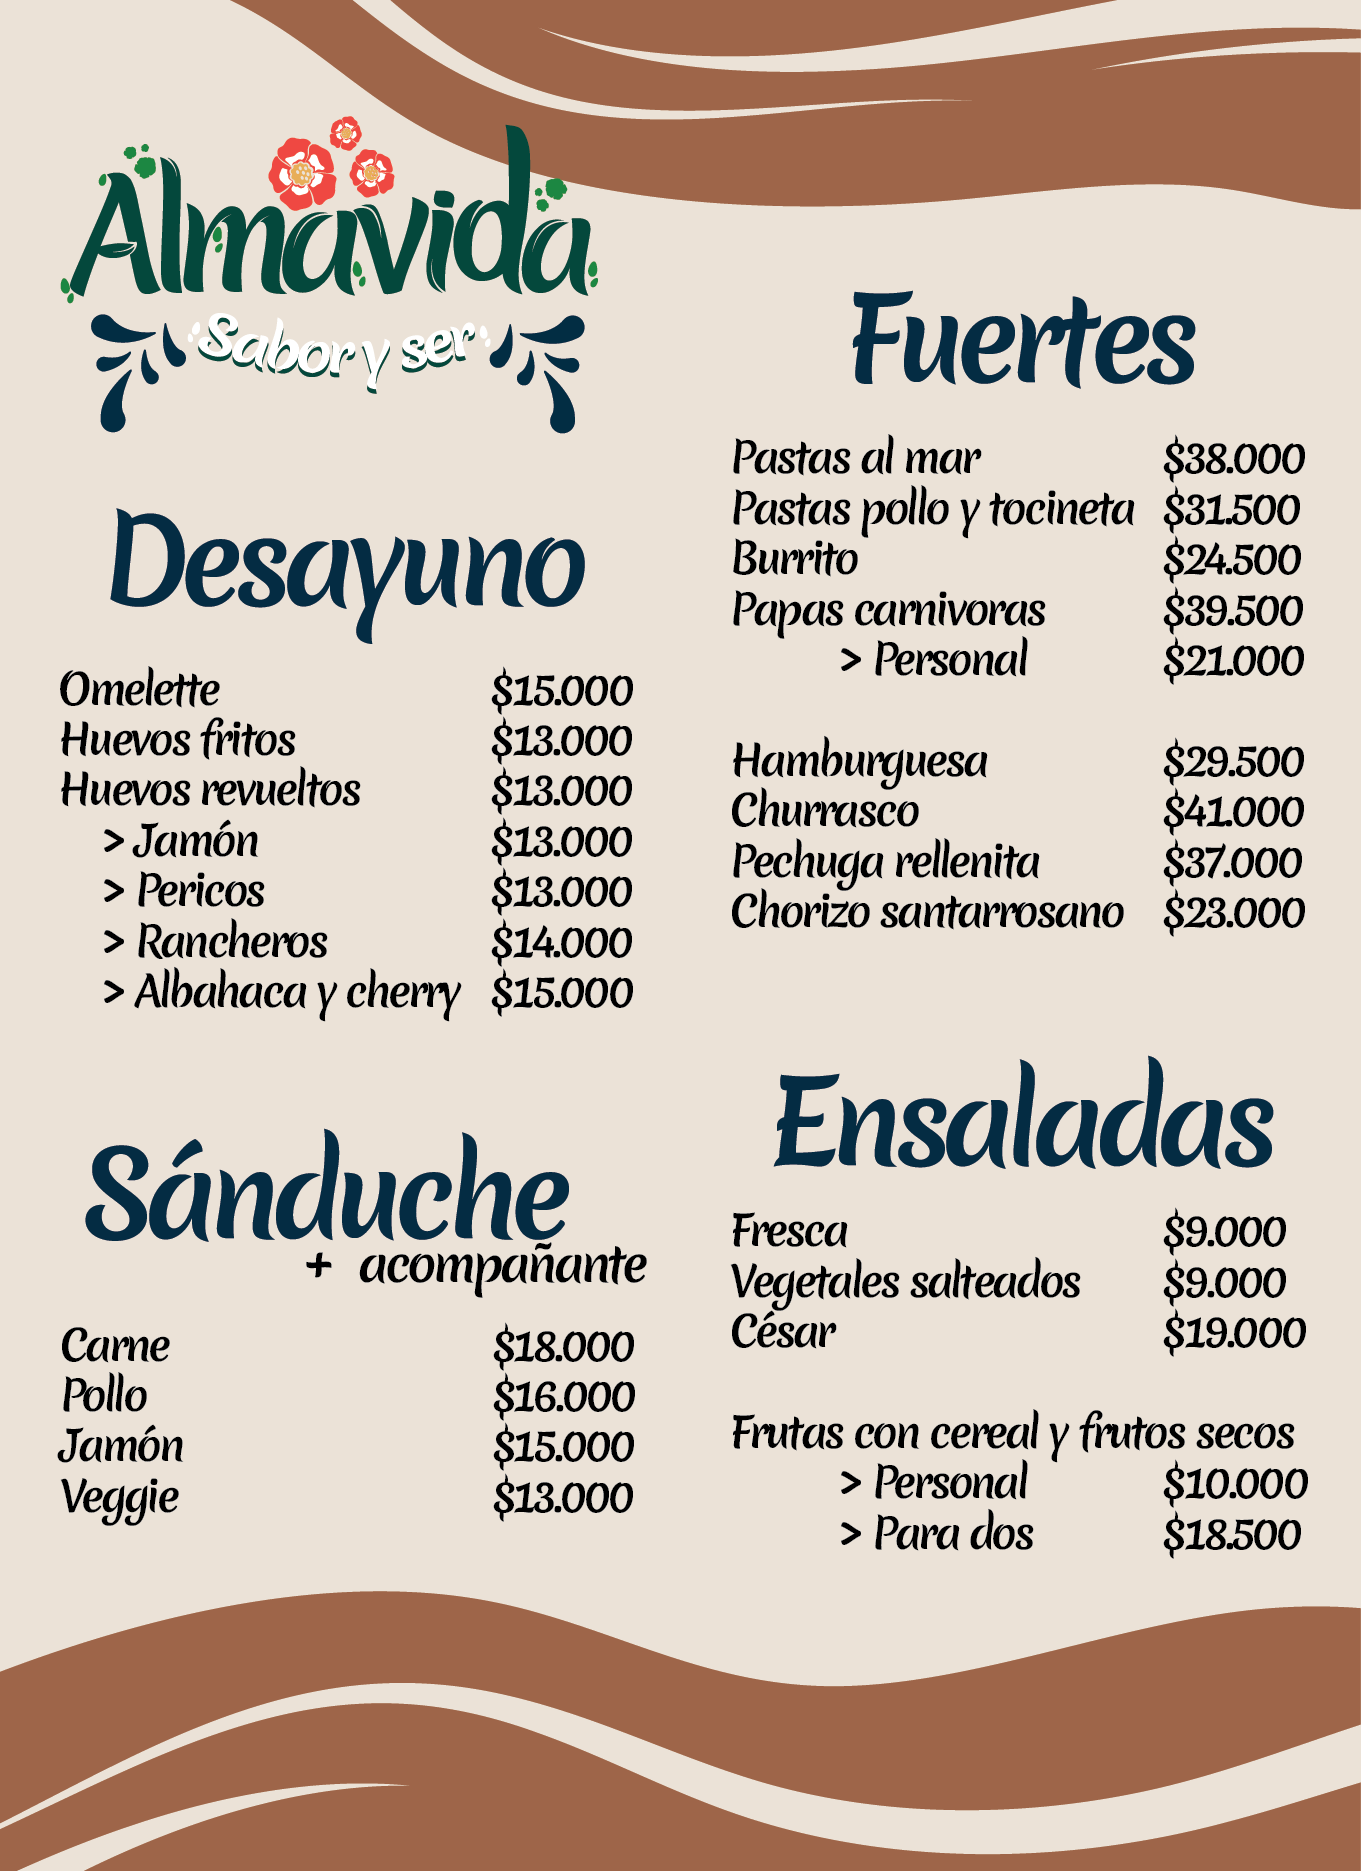 Almavida
Sabor y ser
Desayuno
Omelette $15.000
Huevos fritos $13.000
Huevos revueltos $13.000
> Jamón $13.000
> Pericos $13.000
> Rancheros $14.000
> Albahaca y cherry $15.000
Sánduche
+ acompañante
Carne $18.000
Pollo $16.000
Jamón $15.000
Veggie $13.000
Fuertes
Pastas al mar $38.000
Pastas pollo y tocineta $31.500
Burrito $24.500
Papas carnivoras $39.500
> Personal $21.000
Hamburguesa $29.500
Churrasco $41.000
Pechuga rellenita $37.000
Chorizo santarrosano $23.000
Ensaladas
Fresca $9.000
Vegetales salteados $9.000
César $19.000
Frutas con cereal y frutos secos
> Personal $10.000
> Para dos $18.500